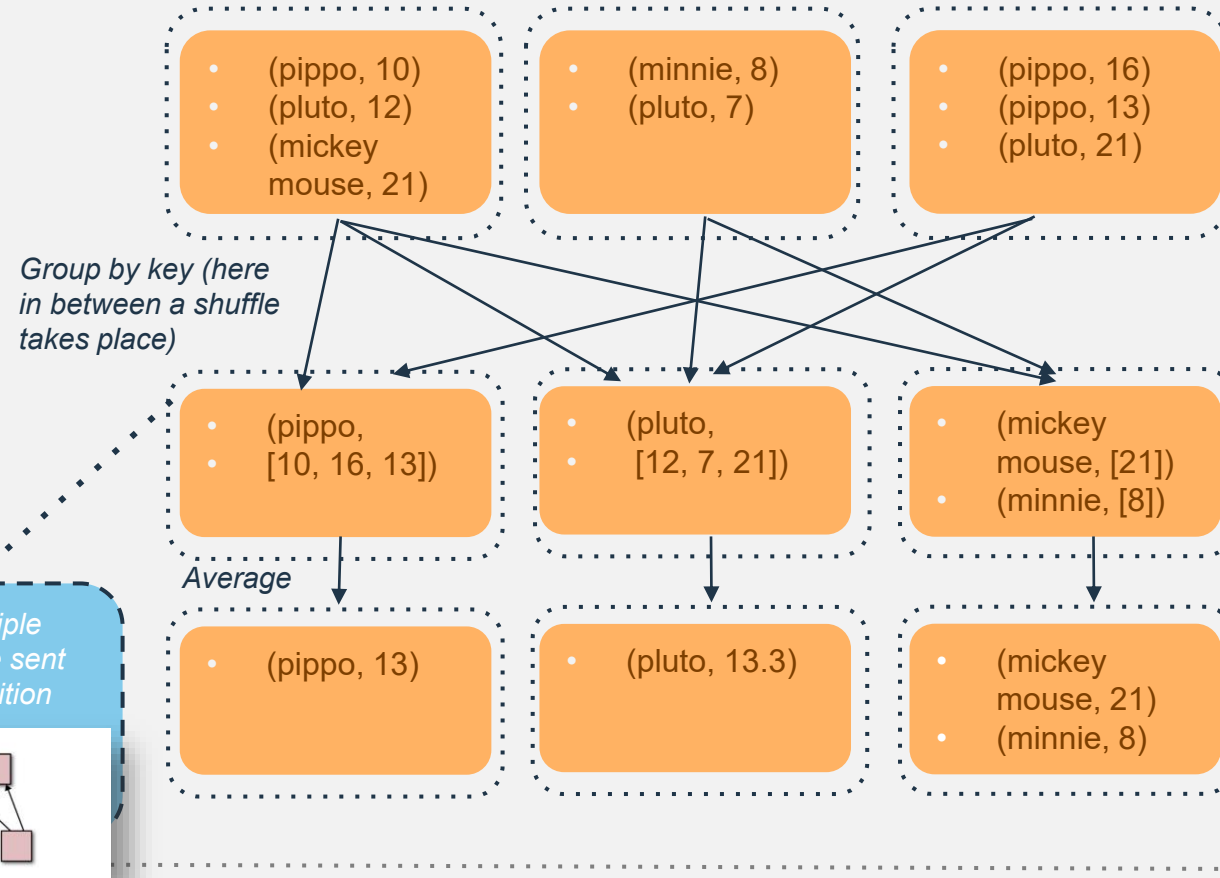 (pippo, 10)
(pluto, 12)
(mickey
mouse, 21)
(minnie, 8)
(pluto, 7)
(pippo, 16)
(pippo, 13)
(pluto, 21)
Group by key (here
in between a shuffle
takes place)
(pippo,
[10, 16, 13])
(pluto,
[12, 7, 21])
(mickey
mouse, [21])
(minnie, [8])
Average
(pippo, 13)
(pluto, 13.3)
(mickey
mouse, 21)
(minnie, 8)
sent